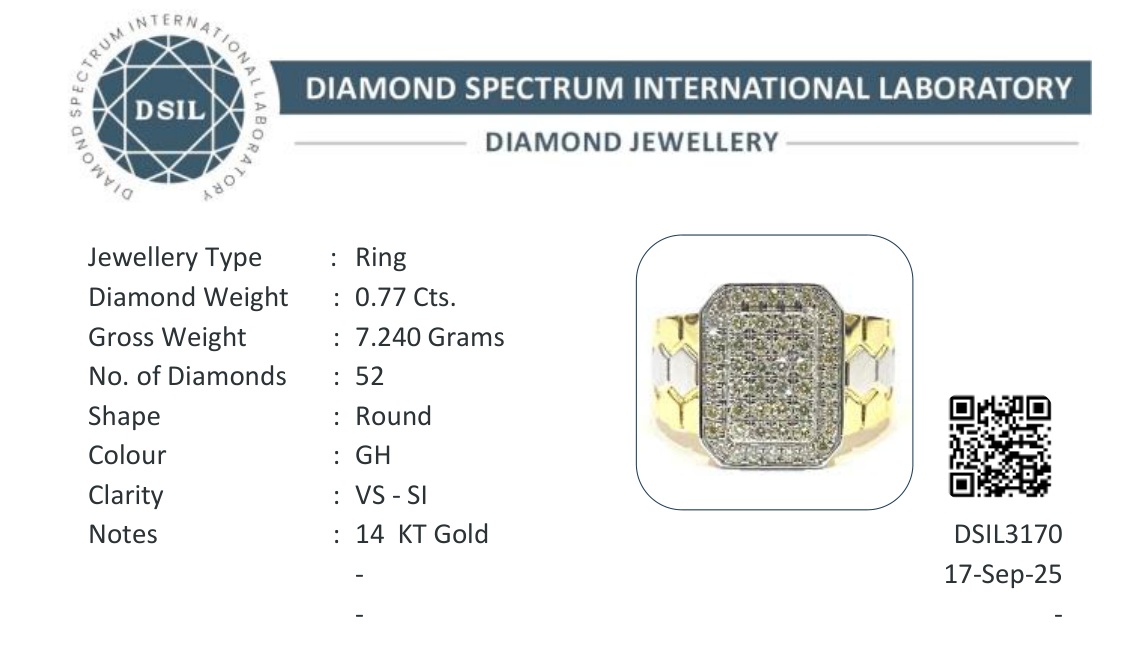 DIAMOND SPECTRUM INTERNATIONAL LABORATORY
DSIL
DIAMOND SPECTRUM INTERNATIONAL LABORATORY
DIAMOND JEWELLERY
Jewellery Type : Ring
Diamond Weight : 0.77 Cts.
Gross Weight : 7.240 Grams
No. of Diamonds : 52
Shape : Round
Colour : GH
Clarity : VS - SI
Notes : 14 KT Gold
-
-
DSIL3170
17-Sep-25
-